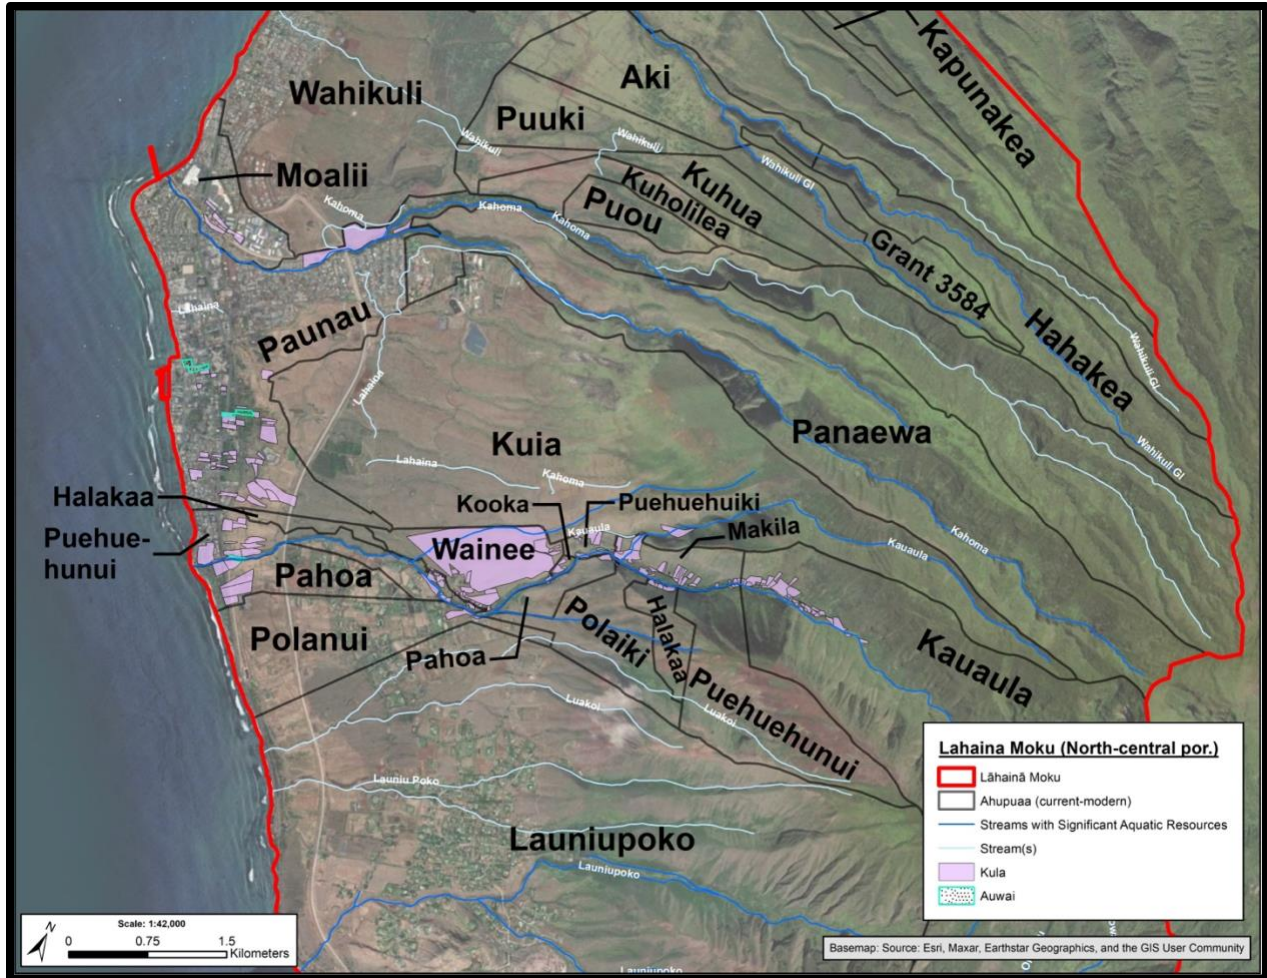 Kapunakea
Aki
Wahikuli
Puuki
Wahikuli
Wahikuli
Wahikuli Gl
Moalii
Kuhua
Kuholilea
Puou
Kahoma
Kahoma
Kahoma
Grant 3584
Hahakea
Wahikuli Gl
Lahaina
Paunau
Lahaina
Panaewa
Wahikuli Gl
Kuia
Lahaina
Kahoma
Halakaa
Kooka
Puehuehuiki
Puehue-
hunui
Kauaula
Makila
Kahoma
Wainee
Kauaula
Pahoa
Polanui
Polaiki
Halakaa
Pahoa
Kauaula
Puehuehunui
Luakoi
Luakoi
Launiu Poko
Launiupoko
Launiupoko
Launiupoko
Lahaina Moku (North-central por.)
Lāhainā Moku
Ahupuaa (current-modern)
Streams with Significant Aquatic Resources
Stream(s)
Kula
Auwai
N
Scale: 1:42,000
0 0.75 1.5
Kilometers
Basemap: Source: Esri, Maxar, Earthstar Geographics, and the GIS User Community